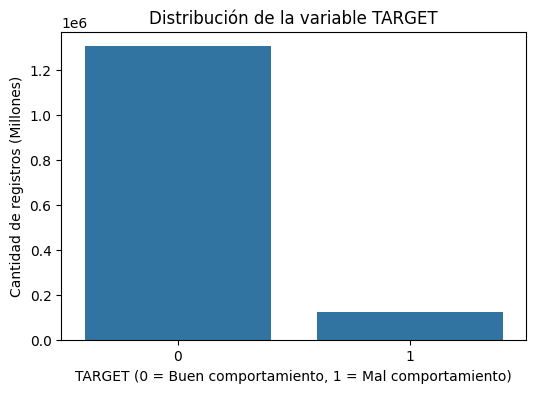 Distribución de la variable TARGET
1e6
Cantidad de registros (Millones)
1.2
1.0
0.8
0.6
0.4
0.2
0.0
0
1
TARGET (0 = Buen comportamiento, 1 = Mal comportamiento)